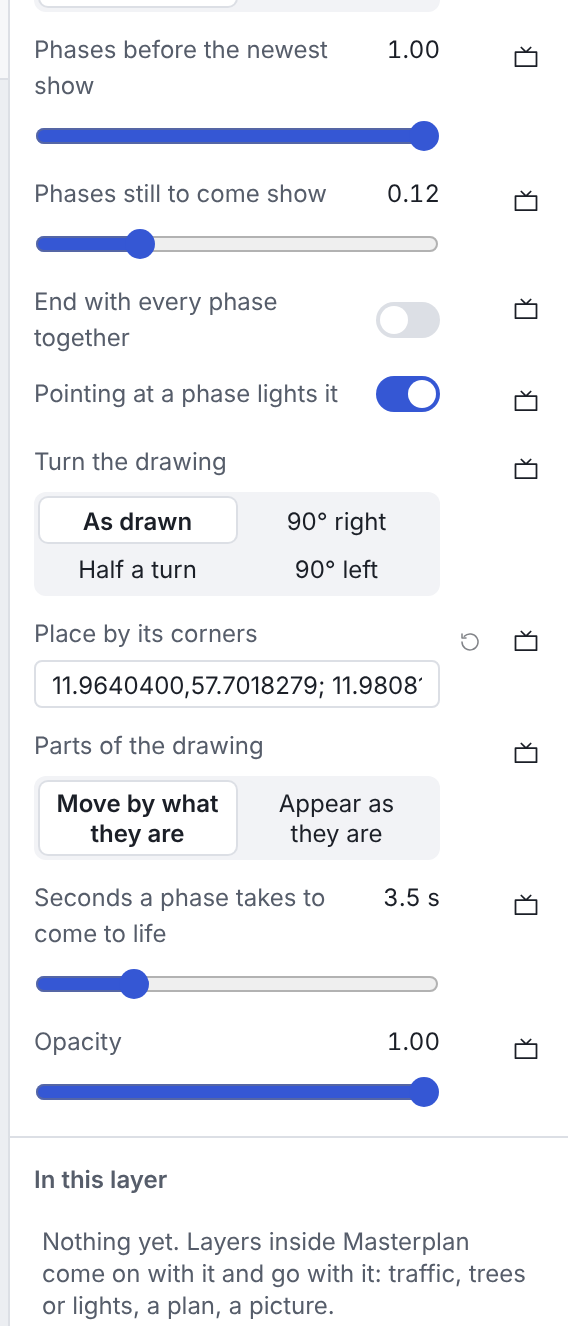 Phases before the newest show
1.00
Phases still to come show
0.12
End with every phase together
Pointing at a phase lights it
Turn the drawing
As drawn
90° right
Half a turn
90° left
Place by its corners
11.9640400,57.7018279; 11.9808
Parts of the drawing
Move by what they are
Appear as they are
Seconds a phase takes to come to life
3.5 s
Opacity
1.00
In this layer
Nothing yet. Layers inside Masterplan
come on with it and go with it: traffic, trees
or lights, a plan, a picture.